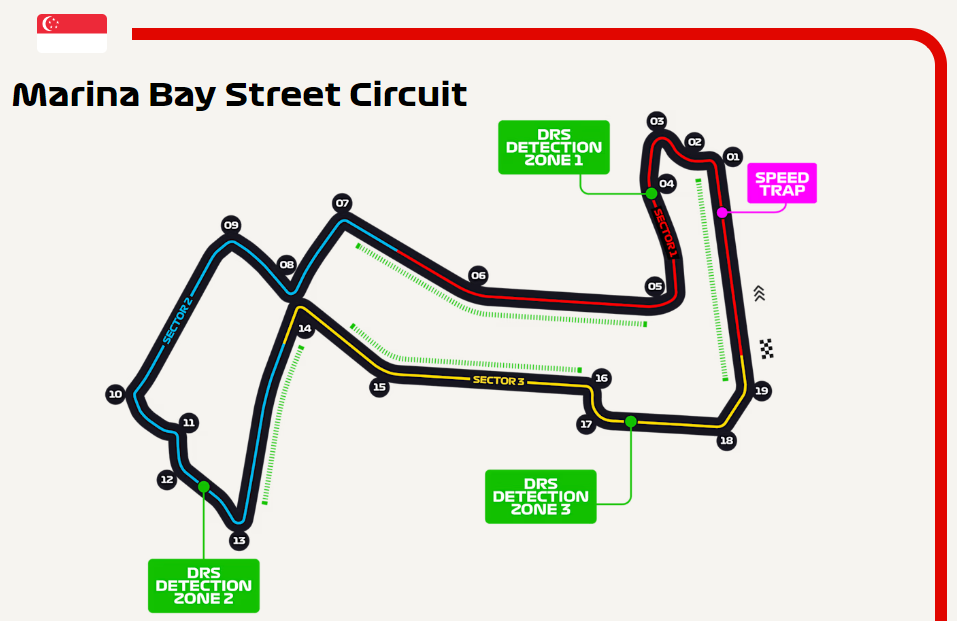 Marina Bay Street Circuit
DRS
DETECTION
ZONE 1
03
02
01
SPEED
TRAP
04
SECTOR 1
07
09
08
06
05
SECTOR 2
14
15
SECTOR 3
16
19
10
11
17
18
12
DRS
DETECTION
ZONE 3
13
DRS
DETECTION
ZONE 2